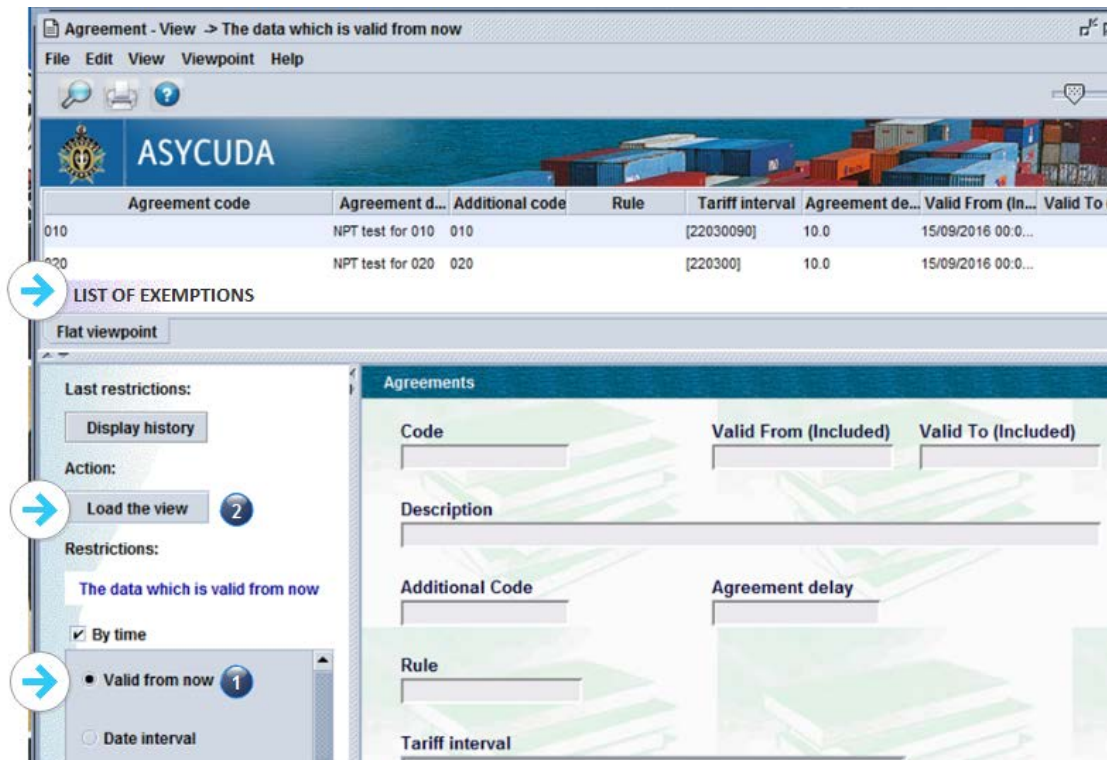 Agreement - View -> The data which is valid from now
File Edit View Viewpoint Help
ASYCUDA
Agreement code Agreement d... Additional code Rule Tariff interval Agreement de... Valid From (In... Valid To
010 NPT test for 010 010 [22030090] 10.0 15/09/2016 00:0...
020 NPT test for 020 020 [220300] 10.0 15/09/2016 00:0...
LIST OF EXEMPTIONS
Flat viewpoint
Last restrictions:
Display history
Action:
Load the view 2
Restrictions:
The data which is valid from now
By time
Valid from now 1
Date interval
Agreements
Code Valid From (Included) Valid To (Included)
Description
Additional Code Agreement delay
Rule
Tariff interval